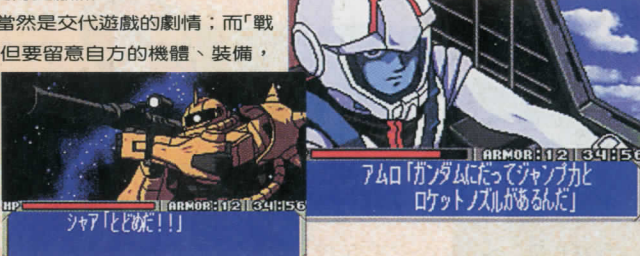 當然是交代遊戲的劇情；而「戰
但要留意自方的機體、裝備，
HP ARMOR:12 34:56
シャア「とどめだ!!」
ARMOR:12 34:56
アムロ「ガンダムにだってジャンプ力と
ロケットノズルがあるんだ」